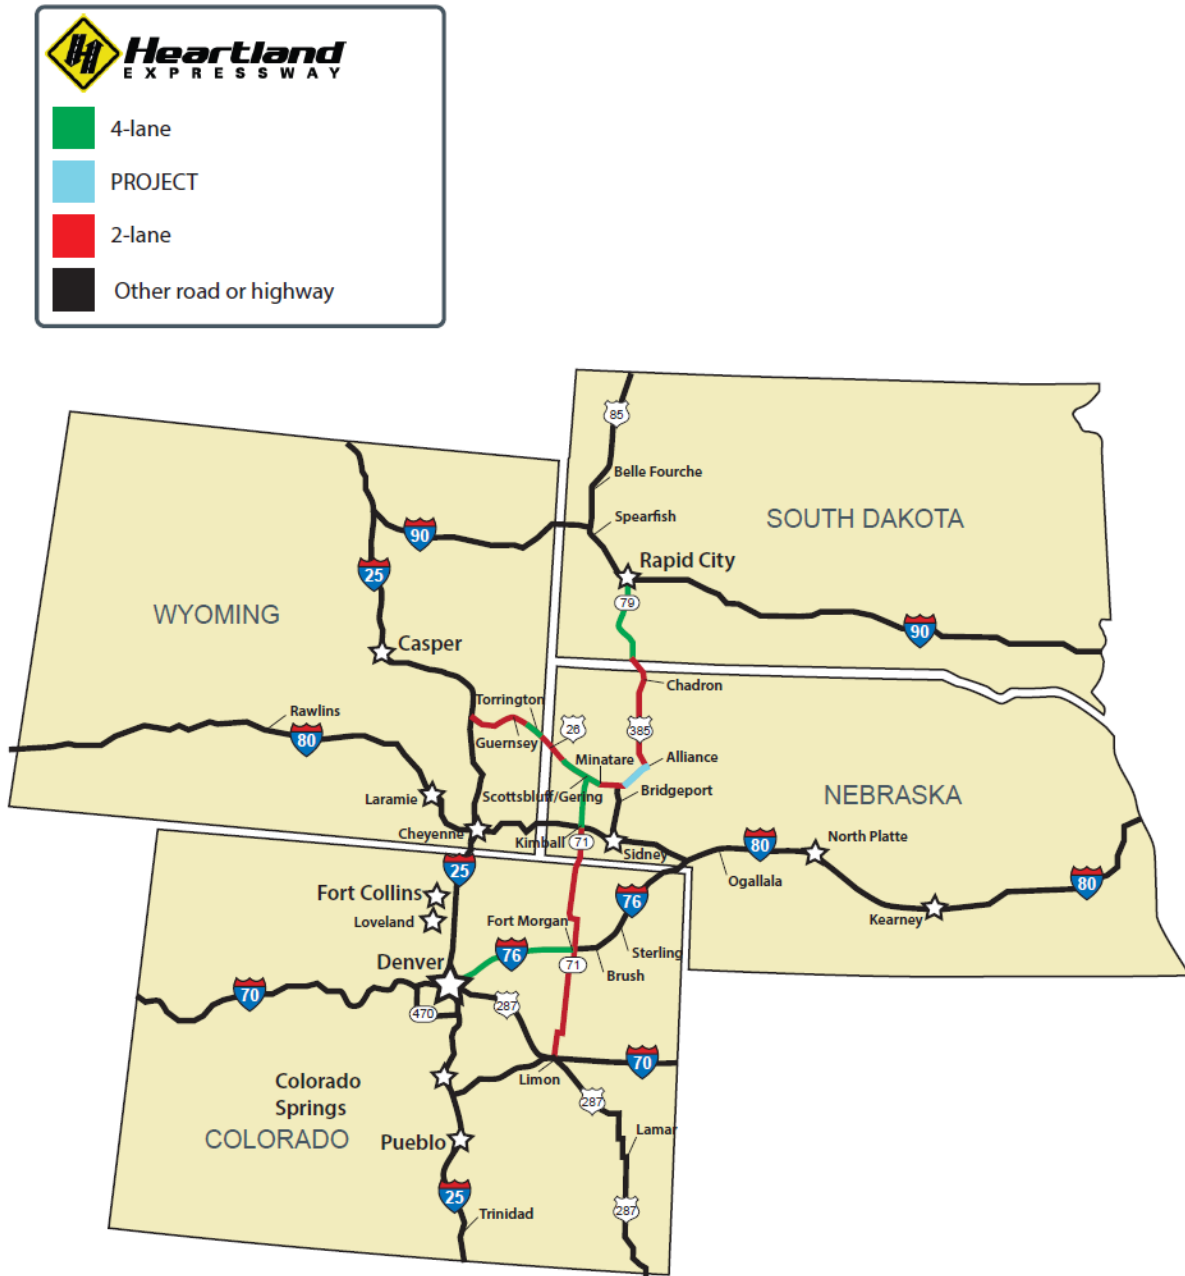 Heartland
EXPRESSWAY
4-lane
PROJECT
2-lane
Other road or highway
85
Belle Fourche
Spearfish
SOUTH DAKOTA
90
Rapid City
25
79
WYOMING
90
Casper
Chadron
Torrington
Rawlins
26
385
80
Guernsey
Minatare
Alliance
Laramie
Scottsbluff/Gering
Bridgeport
NEBRASKA
Cheyenne
Kimball
71
Sidney
80
North Platte
25
Ogallala
80
Fort Collins
76
Loveland
Fort Morgan
Kearney
76
Sterling
Denver
71
Brush
70
470
287
70
Limon
Colorado
Springs
287
COLORADO
Pueblo
Lamar
25
Trinidad
287